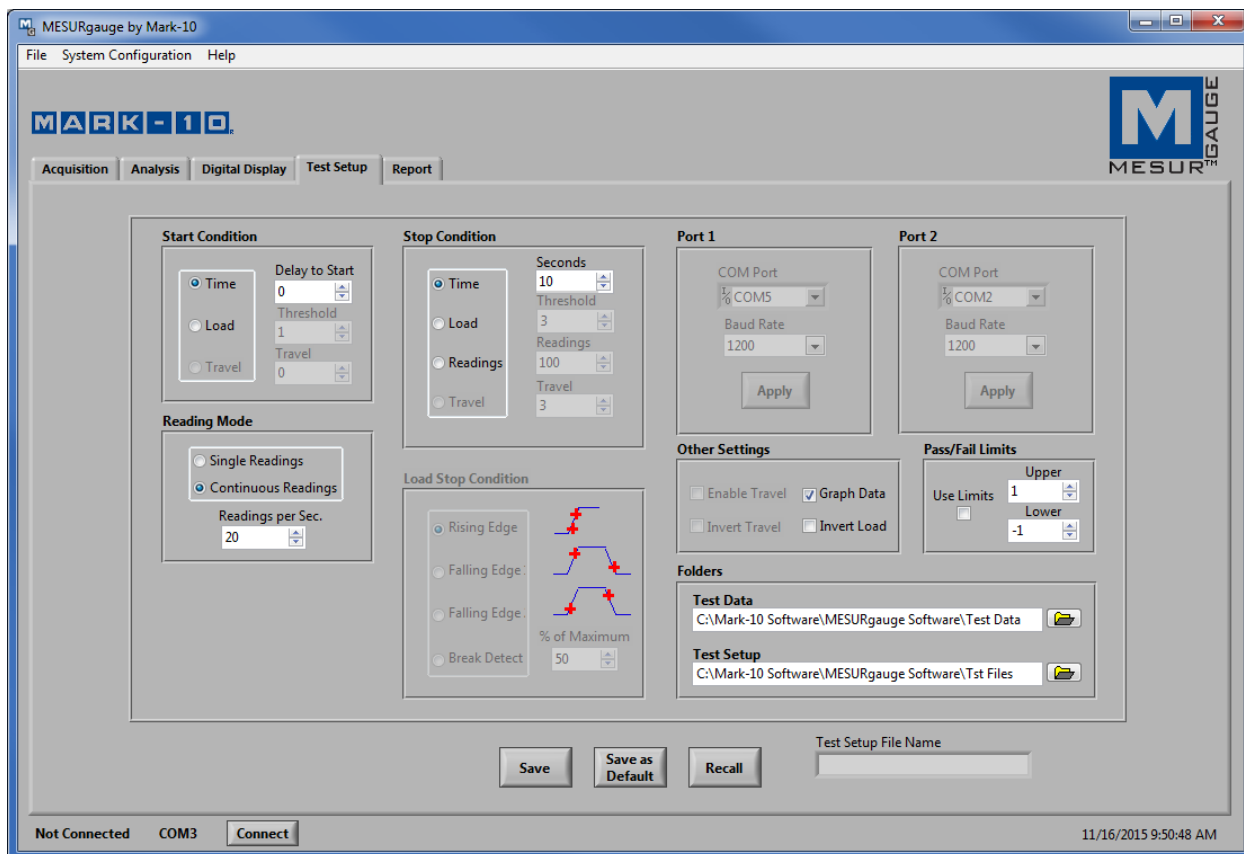 MESURgauge by Mark-10
File System Configuration Help
MARK-10®
MESUR™ GAUGE
Acquisition Analysis Digital Display Test Setup Report
Start Condition
Time
Load
Travel
Delay to Start
0
Threshold
1
Travel
0
Reading Mode
Single Readings
Continuous Readings
Readings per Sec.
20
Stop Condition
Time
Load
Readings
Travel
Seconds
10
Threshold
3
Readings
100
Travel
3
Load Stop Condition
Rising Edge
Falling Edge
Falling Edge
Break Detect
% of Maximum
50
Port 1
COM Port
I/O COM5
Baud Rate
1200
Apply
Port 2
COM Port
I/O COM2
Baud Rate
1200
Apply
Other Settings
Enable Travel Graph Data
Invert Travel Invert Load
Pass/Fail Limits
Use Limits
Upper
1
Lower
-1
Folders
Test Data
C:\Mark-10 Software\MESURgauge Software\Test Data
Test Setup
C:\Mark-10 Software\MESURgauge Software\Tst Files
Save
Save as
Default
Recall
Test Setup File Name
Not Connected COM3 Connect
11/16/2015 9:50:48 AM